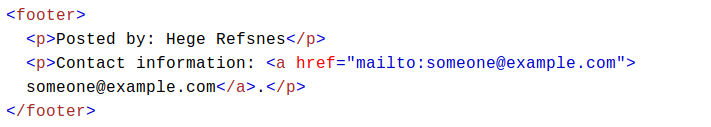 <footer>
  <p>Posted by: Hege Refsnes</p>
  <p>Contact information: <a href="mailto:someone@example.com">
  someone@example.com</a>.</p>
</footer>